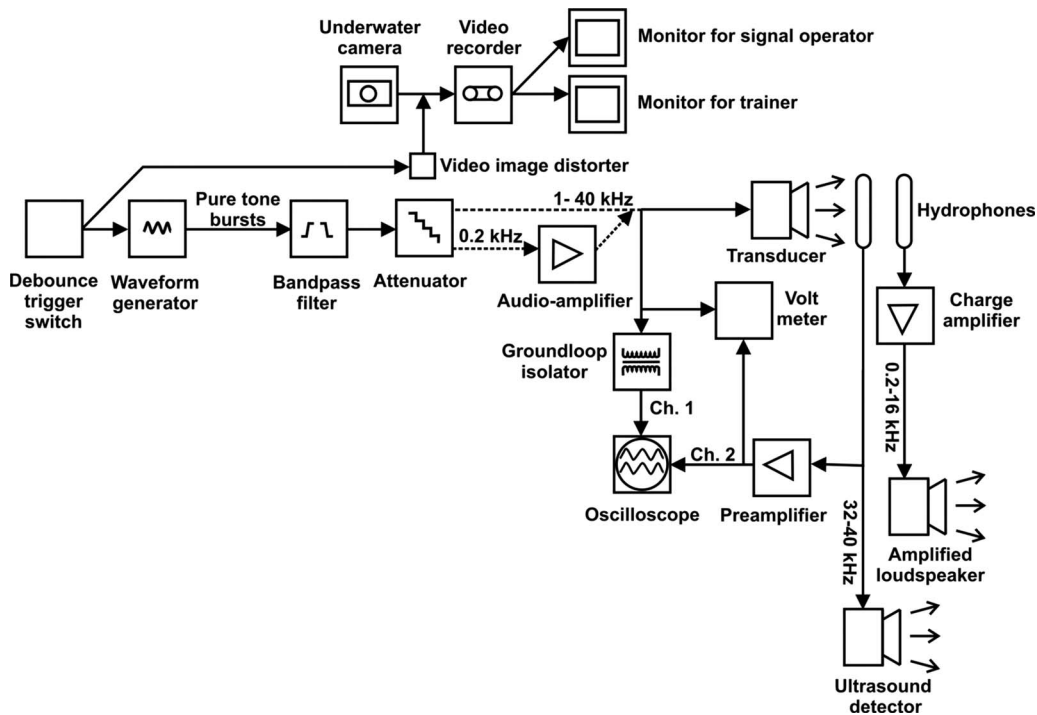 Underwater
camera
Video
recorder
Monitor for signal operator
Monitor for trainer
Video image distorter
Pure tone
bursts
1- 40 kHz
0.2 kHz
Debounce
trigger
switch
Waveform
generator
Bandpass
filter
Attenuator
Audio-amplifier
Transducer
Hydrophones
Volt
meter
Charge
amplifier
Groundloop
isolator
Ch. 1
Ch. 2
0.2-16 kHz
Oscilloscope
Preamplifier
32-40 kHz
Amplified
loudspeaker
Ultrasound
detector